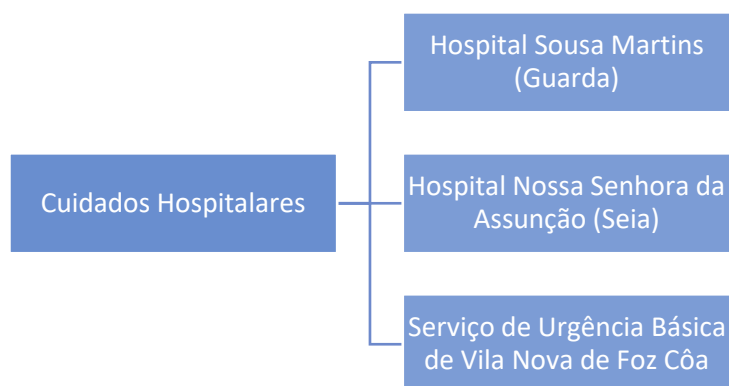 Hospital Sousa Martins
(Guarda)
Cuidados Hospitalares
Hospital Nossa Senhora da
Assunção (Seia)
Serviço de Urgência Básica
de Vila Nova de Foz Côa